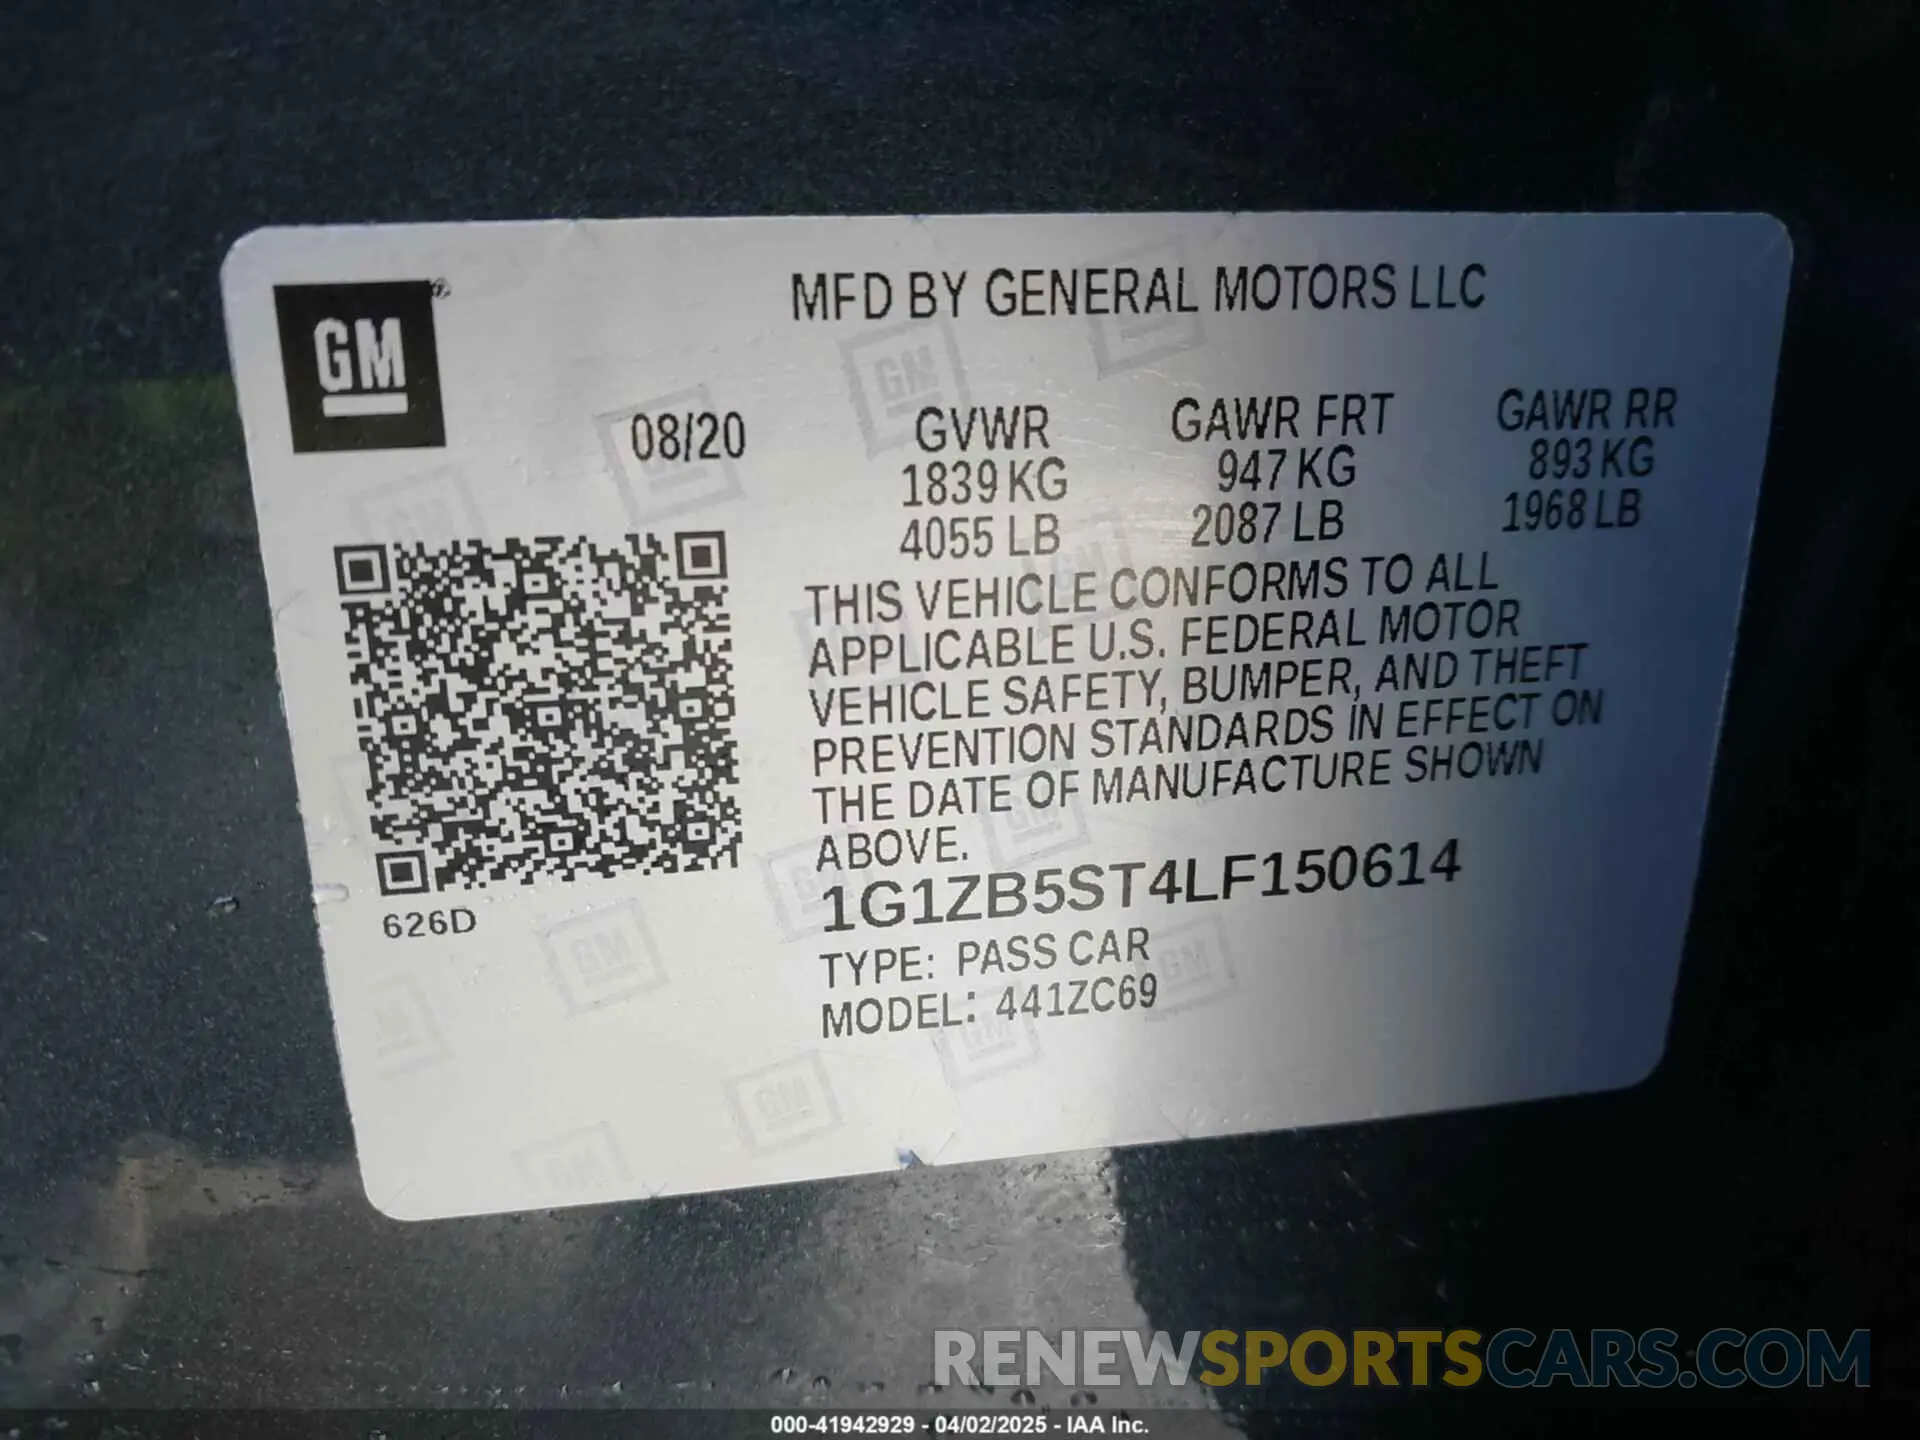 GM®
MFD BY GENERAL MOTORS LLC
08/20
GVWR
1839 KG
4055 LB
GAWR FRT
947 KG
2087 LB
GAWR RR
893 KG
1968 LB
THIS VEHICLE CONFORMS TO ALL
APPLICABLE U.S. FEDERAL MOTOR
VEHICLE SAFETY, BUMPER, AND THEFT
PREVENTION STANDARDS IN EFFECT ON
THE DATE OF MANUFACTURE SHOWN
ABOVE.
1G1ZB5ST4LF150614
TYPE: PASS CAR
MODEL: 441ZC69
626D
RENEWSPORTSCARS.COM
000-41942929 - 04/02/2025 - IAA Inc.